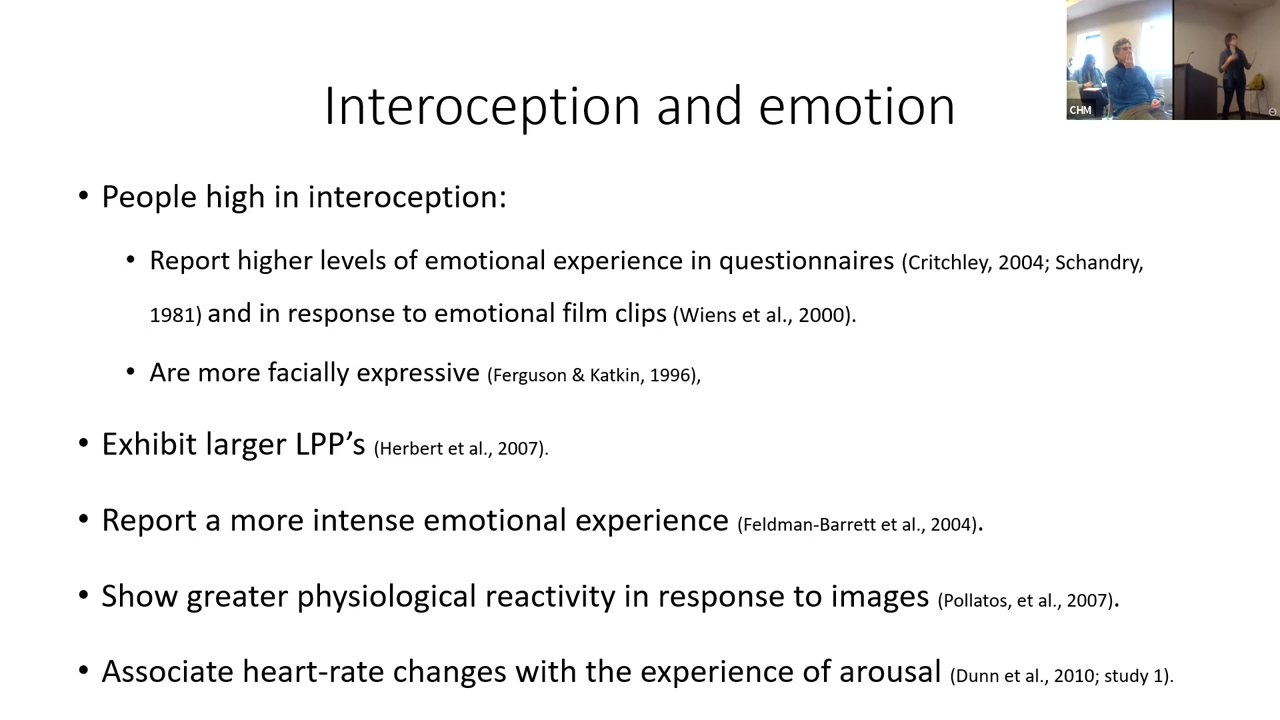 CHM
Interoception and emotion
• People high in interoception:
• Report higher levels of emotional experience in questionnaires (Critchley, 2004; Schandry,
1981) and in response to emotional film clips (Wiens et al., 2000).
• Are more facially expressive (Ferguson & Katkin, 1996),
• Exhibit larger LPP’s (Herbert et al., 2007).
• Report a more intense emotional experience (Feldman-Barrett et al., 2004).
• Show greater physiological reactivity in response to images (Pollatos, et al., 2007).
• Associate heart-rate changes with the experience of arousal (Dunn et al., 2010; study 1).